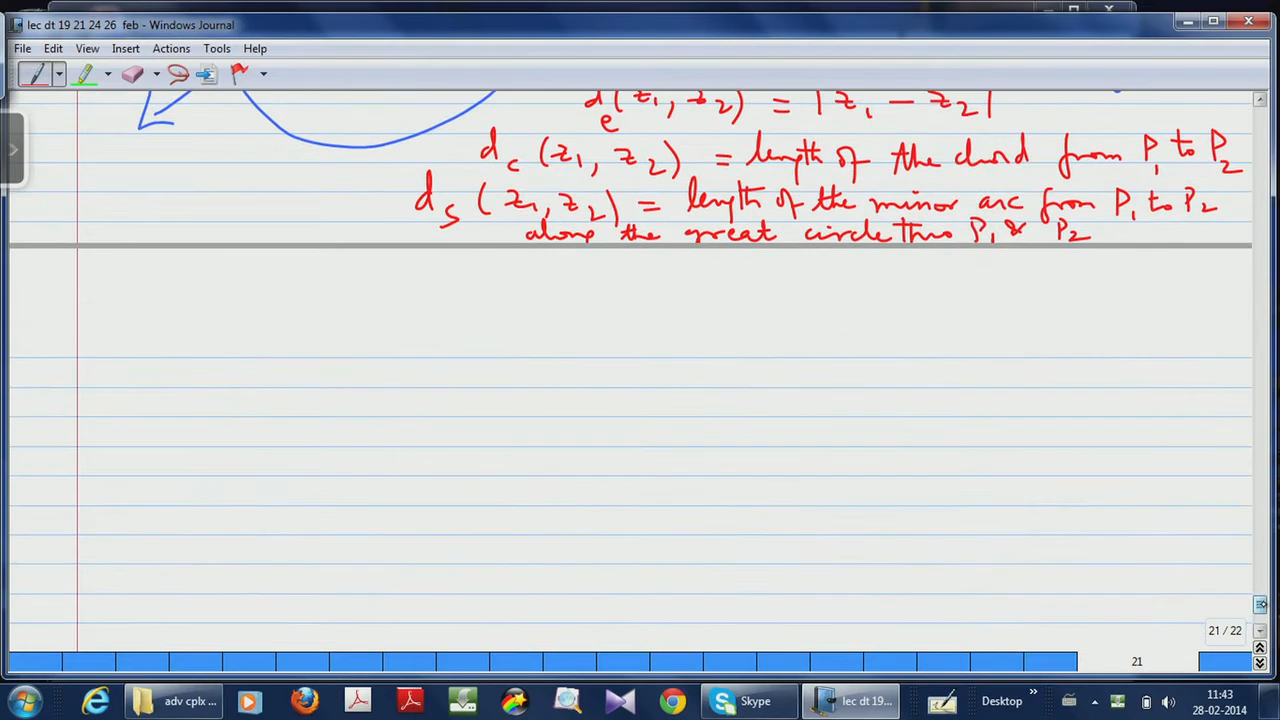 lec dt 19 21 24 26 feb - Windows Journal
File Edit View Insert Actions Tools Help
d_e(z_1, z_2) = |z_1 - z_2|
d_c(z_1, z_2) = length of the chord from P_1 to P_2
d_s(z_1, z_2) = length of the minor arc from P_1 to P_2
along the great circle thro P_1 & P_2
21 / 22
21
adv cplx ...
Skype
lec dt 19...
Desktop
11:43
28-02-2014